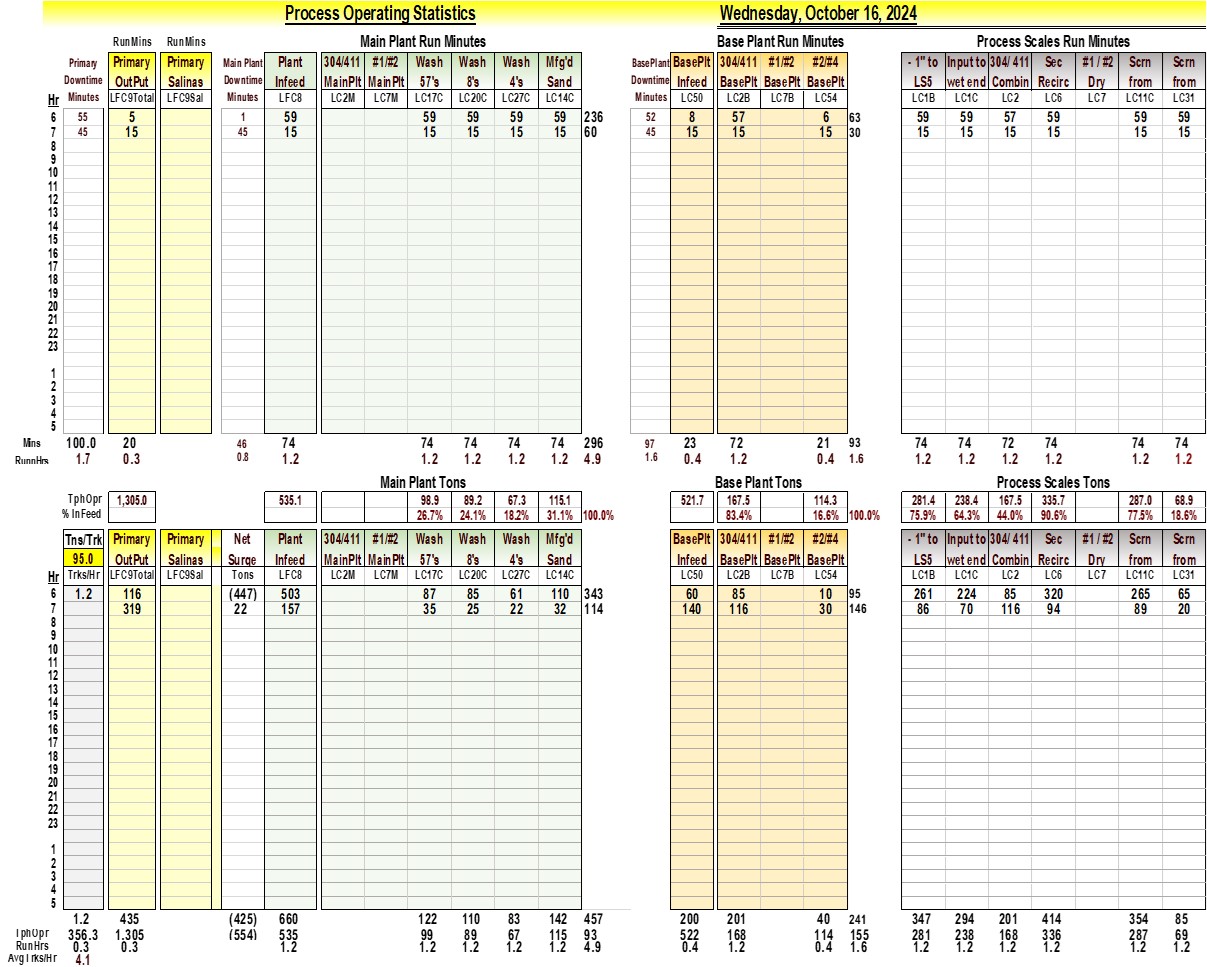 Process Operating Statistics Wednesday, October 16, 2024
RunMins RunMins Main Plant Run Minutes Base Plant Run Minutes Process Scales Run Minutes
Primary Primary Primary Main Plant Plant 304/411 #1/#2 Wash Wash Wash Mfg'd BasePlant BasePlt 304/411 #1/#2 #2/#4 - 1" to Input to 304/ 411 Sec #1 / #2 Scrn Scrn
Downtime OutPut Salinas Downtime Infeed MainPlt MainPlt 57's 8's 4's Sand Downtime Infeed BasePlt BasePlt BasePlt LS5 wet end Combin Recirc Dry from from
Hr Minutes LFC9Total LFC9Sal Minutes LFC8 LC2M LC7M LC17C LC20C LC27C LC14C Minutes LC50 LC2B LC7B LC54 LC1B LC1C LC2 LC6 LC7 LC11C LC31
6 55 5 1 59 59 59 59 59 236 52 8 57 6 63 59 59 57 59 59 59
7 45 15 45 15 15 15 15 15 60 45 15 15 15 30 15 15 15 15 15 15
8
9
10
11
12
13
14
15
16
17
18
19
20
21
22
23
1
2
3
4
5
Mins 100.0 20 46 74 74 74 74 74 296 97 23 72 21 93 74 74 72 74 74 74
RunnHrs 1.7 0.3 0.8 1.2 1.2 1.2 1.2 1.2 4.9 1.6 0.4 1.2 0.4 1.6 1.2 1.2 1.2 1.2 1.2 1.2
Main Plant Tons Base Plant Tons Process Scales Tons
TphOpr 1,305.0 535.1 98.9 89.2 67.3 115.1 521.7 167.5 114.3 281.4 238.4 167.5 335.7 287.0 68.9
% InFeed 26.7% 24.1% 18.2% 31.1% 100.0% 83.4% 16.6% 100.0% 75.9% 64.3% 44.0% 90.6% 77.5% 18.6%
Tns/Trk Primary Primary Net Plant 304/411 #1/#2 Wash Wash Wash Mfg'd BasePlt 304/411 #1/#2 #2/#4 - 1" to Input to 304/ 411 Sec #1 / #2 Scrn Scrn
95.0 OutPut Salinas Surge Infeed MainPlt MainPlt 57's 8's 4's Sand Infeed BasePlt BasePlt BasePlt LS5 wet end Combin Recirc Dry from from
Hr Trks/Hr LFC9Total LFC9Sal Tons LFC8 LC2M LC7M LC17C LC20C LC27C LC14C LC50 LC2B LC7B LC54 LC1B LC1C LC2 LC6 LC7 LC11C LC31
6 1.2 116 (447) 503 87 85 61 110 343 60 85 10 95 261 224 85 320 265 65
7 319 22 157 35 25 22 32 114 140 116 30 146 86 70 116 94 89 20
8
9
10
11
12
13
14
15
16
17
18
19
20
21
22
23
1
2
3
4
5
1.2 435 (425) 660 122 110 83 142 457 200 201 40 241 347 294 201 414 354 85
TphOpr 356.3 1,305 (554) 535 99 89 67 115 93 522 168 114 155 281 238 168 336 287 69
RunHrs 0.3 0.3 1.2 1.2 1.2 1.2 1.2 4.9 0.4 1.2 0.4 1.6 1.2 1.2 1.2 1.2 1.2 1.2
AvgTrks/Hr 4.1